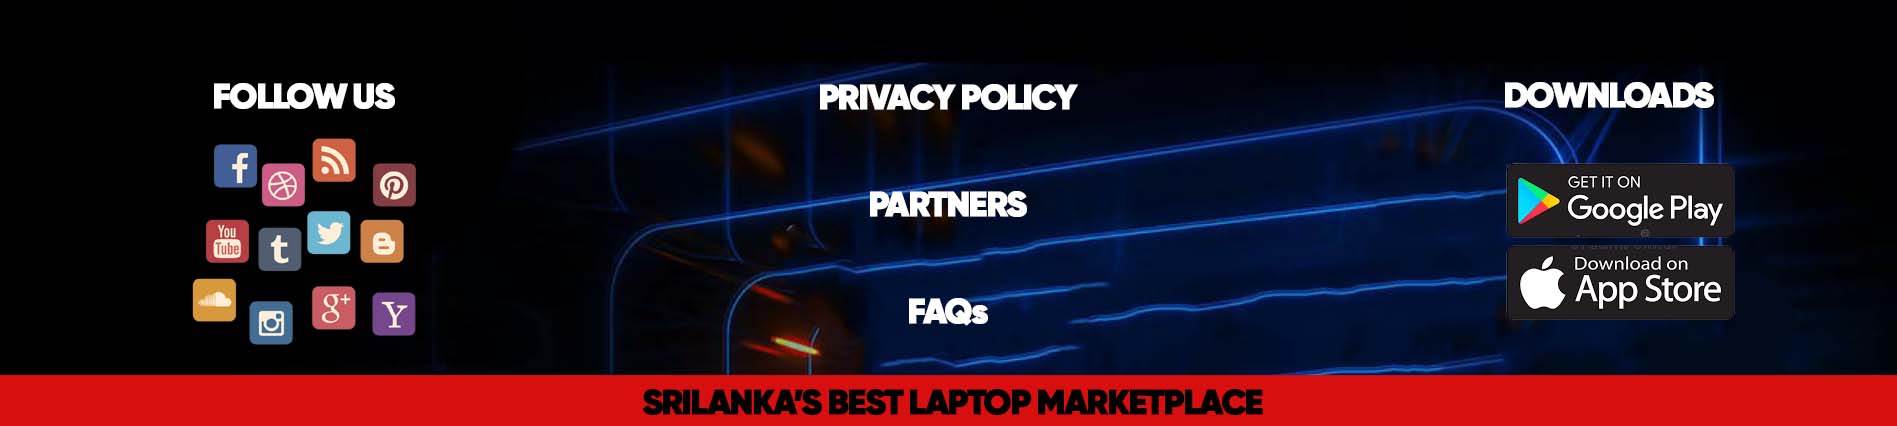 FOLLOW US
You
Tube
g+
Y
PRIVACY POLICY
PARTNERS
FAQs
DOWNLOADS
GET IT ON
Google Play
Download on
App Store
SRILANKA'S BEST LAPTOP MARKETPLACE